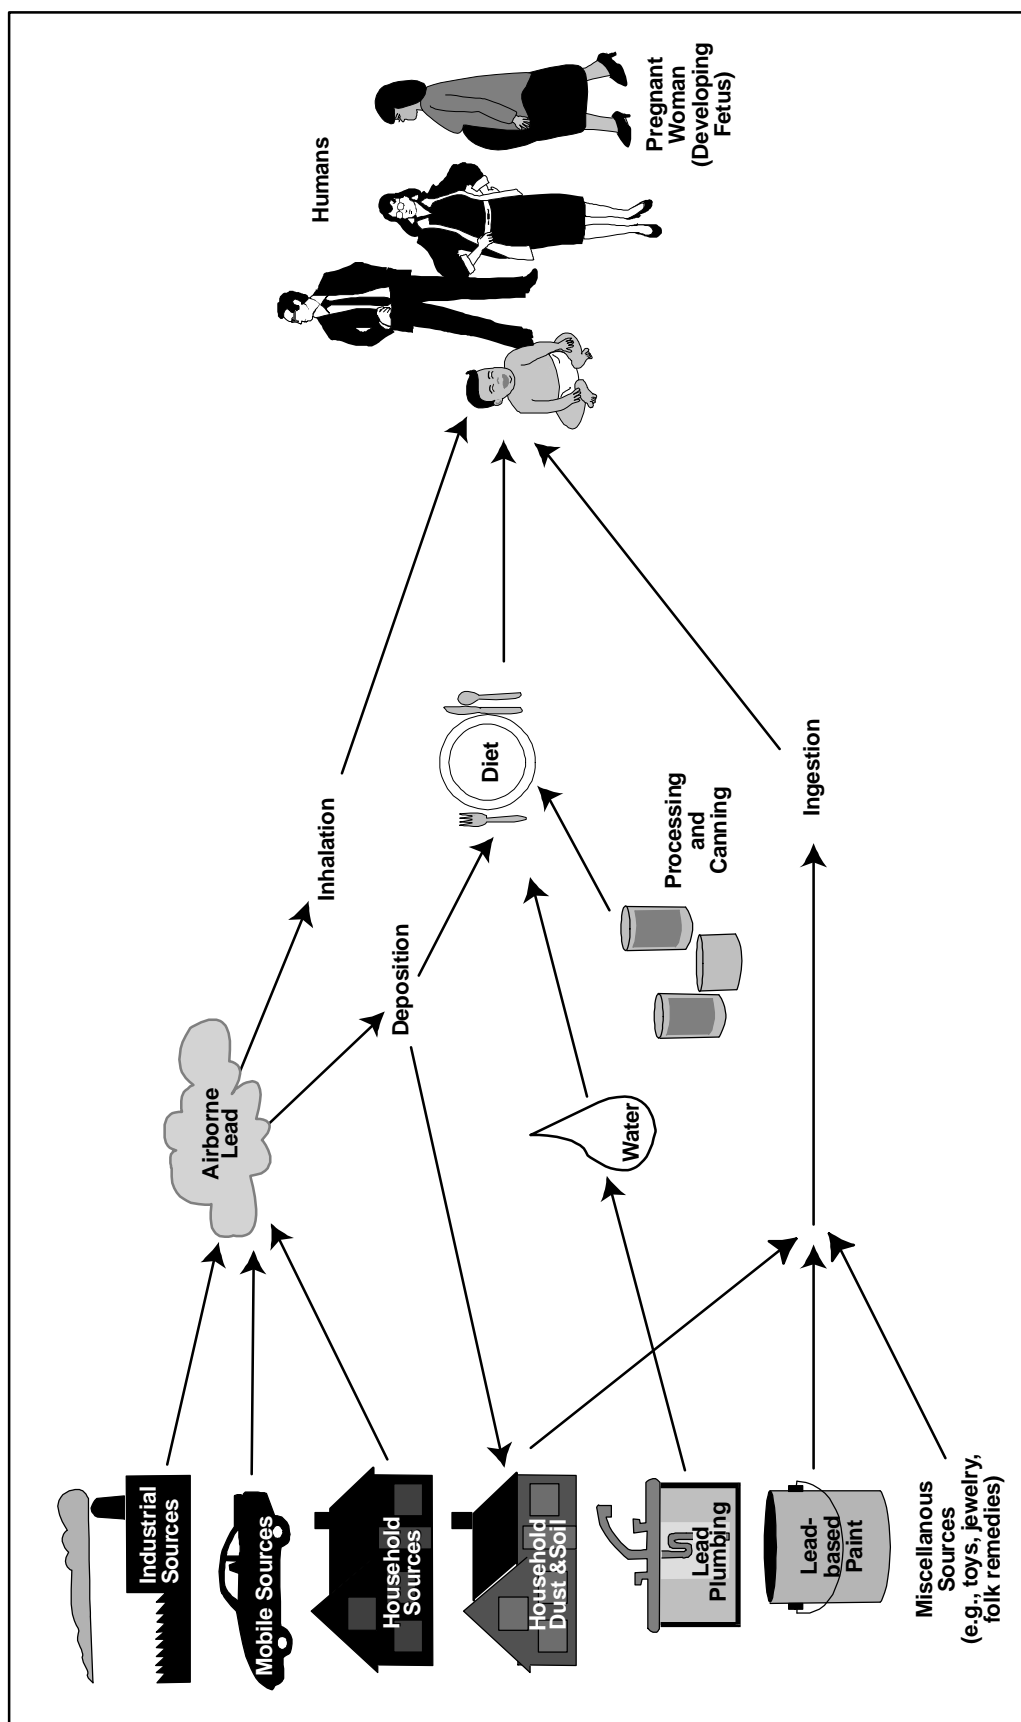 Industrial
Sources
Mobile Sources
Household
Sources
Household
Dust & Soil
Lead
Plumbing
Lead-
based
Paint
Miscellanous
Sources
(e.g., toys, jewelry,
folk remedies)
Airborne
Lead
Water
Deposition
Inhalation
Processing
and
Canning
Diet
Ingestion
Humans
Pregnant
Woman
(Developing
Fetus)